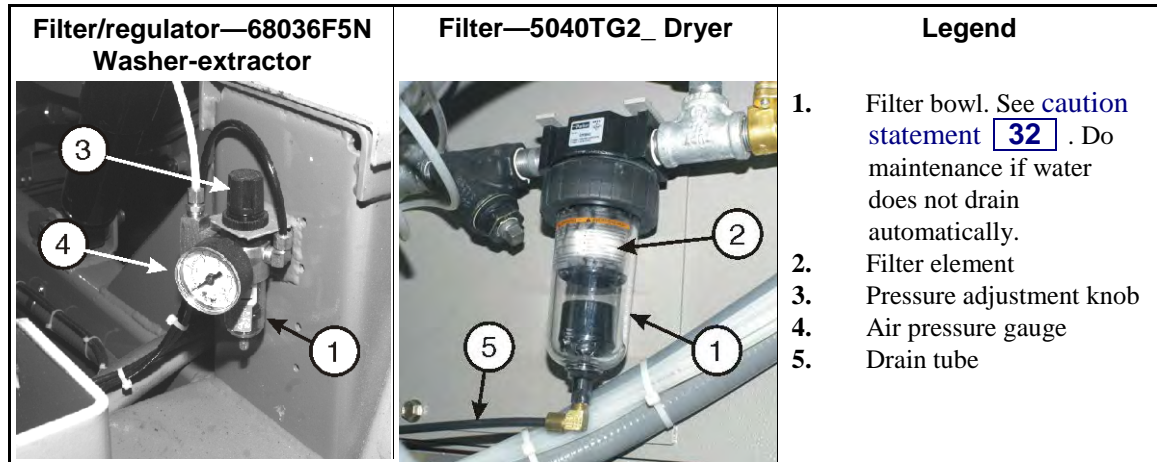 Filter/regulator—68036F5N
Washer-extractor
Filter—5040TG2_ Dryer
Legend
3
4
1
2
1
5
1. Filter bowl. See caution
statement 32 . Do
maintenance if water
does not drain
automatically.
2. Filter element
3. Pressure adjustment knob
4. Air pressure gauge
5. Drain tube